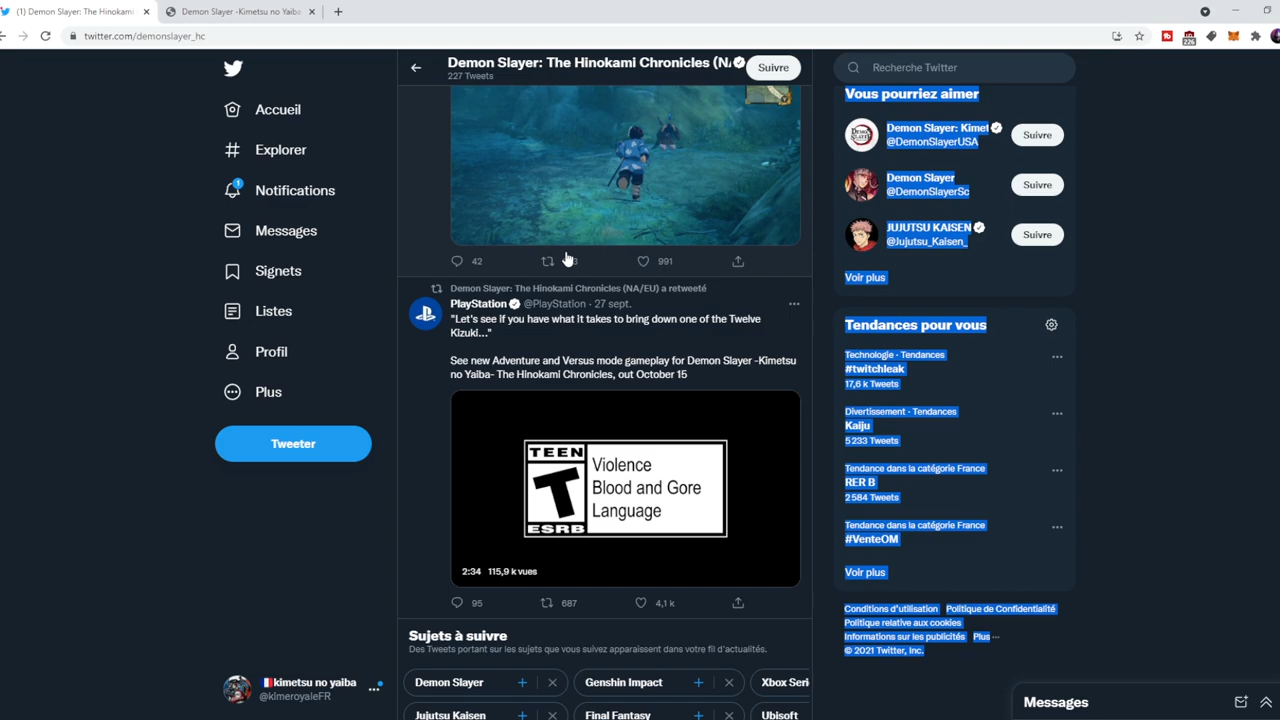 (1) Demon Slayer: The Hinokami
Demon Slayer -Kimetsu no Yaiba
twitter.com/demonslayer_hc
226
Accueil
Explorer
1
Notifications
Messages
Signets
Listes
Profil
Plus
Tweeter
kimetsu no yaiba
@kimeroyaleFR
Demon Slayer: The Hinokami Chronicles (N
227 Tweets
Suivre
42
991
Demon Slayer: The Hinokami Chronicles (NA/EU) a retweeté
PlayStation @PlayStation · 27 sept.
"Let's see if you have what it takes to bring down one of the Twelve
Kizuki..."
See new Adventure and Versus mode gameplay for Demon Slayer -Kimetsu
no Yaiba- The Hinokami Chronicles, out October 15
TEEN
T
ESRB
Violence
Blood and Gore
Language
2:34 115,9 k vues
95
687
4,1 k
Sujets à suivre
Des Tweets portant sur les sujets que vous suivez apparaissent dans votre fil d'actualités.
Demon Slayer
Genshin Impact
Xbox Seri
Jujutsu Kaisen
Final Fantasy
Ubisoft
Recherche Twitter
Vous pourriez aimer
Demon Slayer: Kimet
@DemonSlayerUSA
Suivre
Demon Slayer
@DemonSlayerSc
Suivre
JUJUTSU KAISEN
@Jujutsu_Kaisen_
Suivre
Voir plus
Tendances pour vous
Technologie · Tendances
#twitchleak
17,6 k Tweets
Divertissement · Tendances
Kaiju
5 233 Tweets
Tendance dans la catégorie France
RER B
2 584 Tweets
Tendance dans la catégorie France
#VenteOM
Voir plus
Conditions d'utilisation Politique de Confidentialité
Politique relative aux cookies
Informations sur les publicités Plus ···
© 2021 Twitter, Inc.
Messages